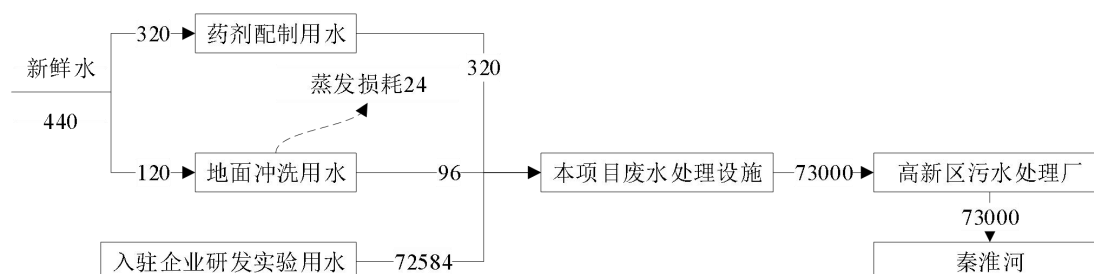 320
药剂配制用水
新鲜水
320
蒸发损耗24
440
120
地面冲洗用水
96
本项目废水处理设施
73000
高新区污水处理厂
73000
入驻企业研发实验用水
72584
秦淮河